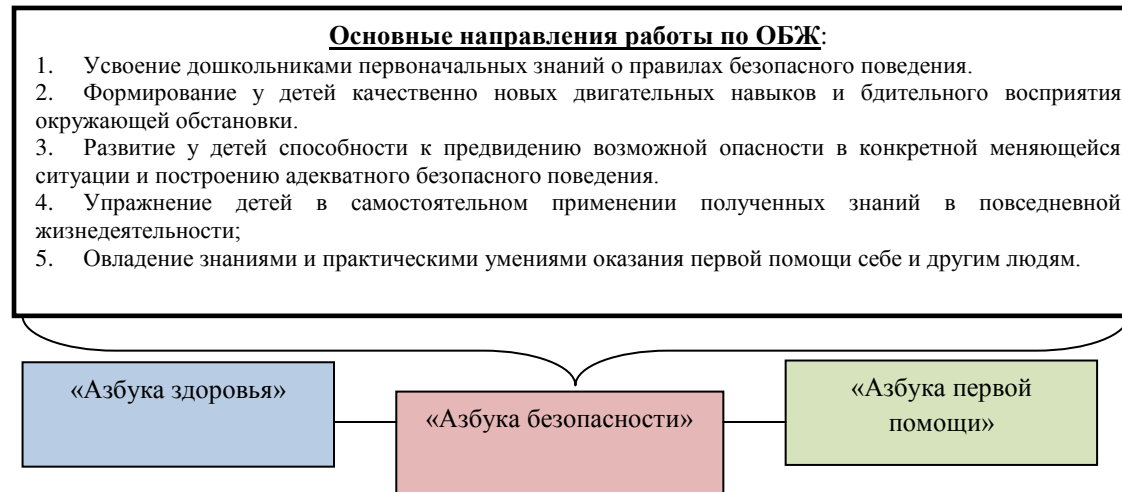 Основные направления работы по ОБЖ:
1. Усвоение дошкольниками первоначальных знаний о правилах безопасного поведения.
2. Формирование у детей качественно новых двигательных навыков и бдительного восприятия
окружающей обстановки.
3. Развитие у детей способности к предвидению возможной опасности в конкретной меняющейся
ситуации и построению адекватного безопасного поведения.
4. Упражнение детей в самостоятельном применении полученных знаний в повседневной
жизнедеятельности;
5. Овладение знаниями и практическими умениями оказания первой помощи себе и другим людям.
«Азбука здоровья»
«Азбука безопасности»
«Азбука первой
помощи»